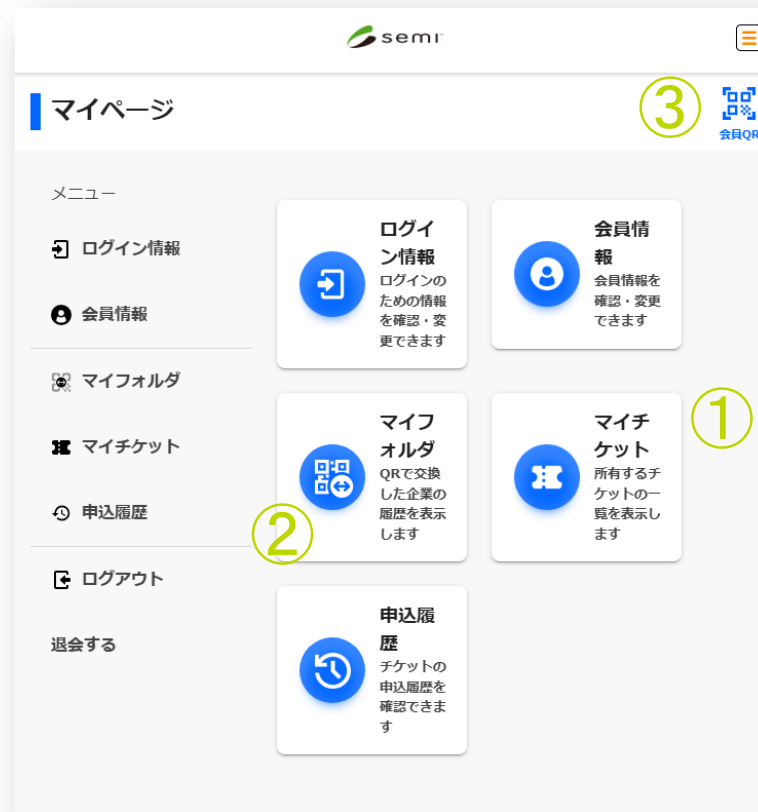 semi
マイページ
③
会員QR
メニュー
ログイン情報
会員情報
マイフォルダ
マイチケット
申込履歴
ログアウト
退会する
ログイ
ン情報
ログインの
ための情報
を確認・変
更できます
会員情
報
会員情報を
確認・変更
できます
マイフ
ォルダ
QRで交換
した企業の
履歴を表示
します
②
マイチ
ケット
所有するチ
ケットの一
覧を表示し
ます
①
申込履
歴
チケットの
申込履歴を
確認できま
す